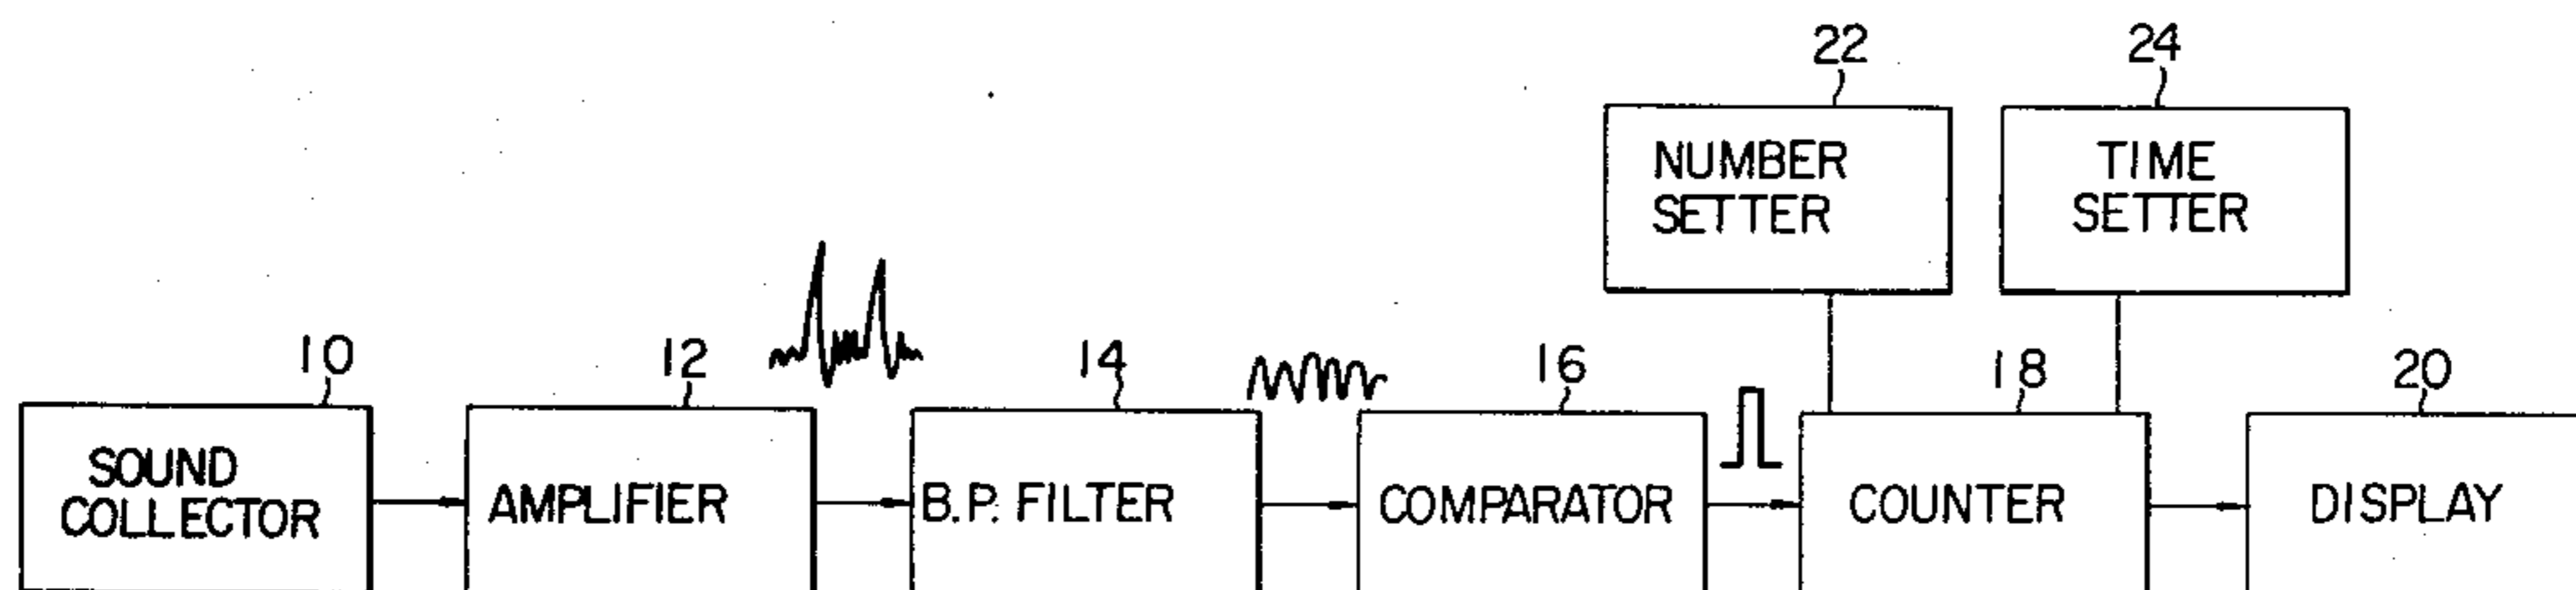 22
24
NUMBER
SETTER
TIME
SETTER
10
12
14
16
18
20
SOUND
COLLECTOR
AMPLIFIER
B.P. FILTER
COMPARATOR
COUNTER
DISPLAY